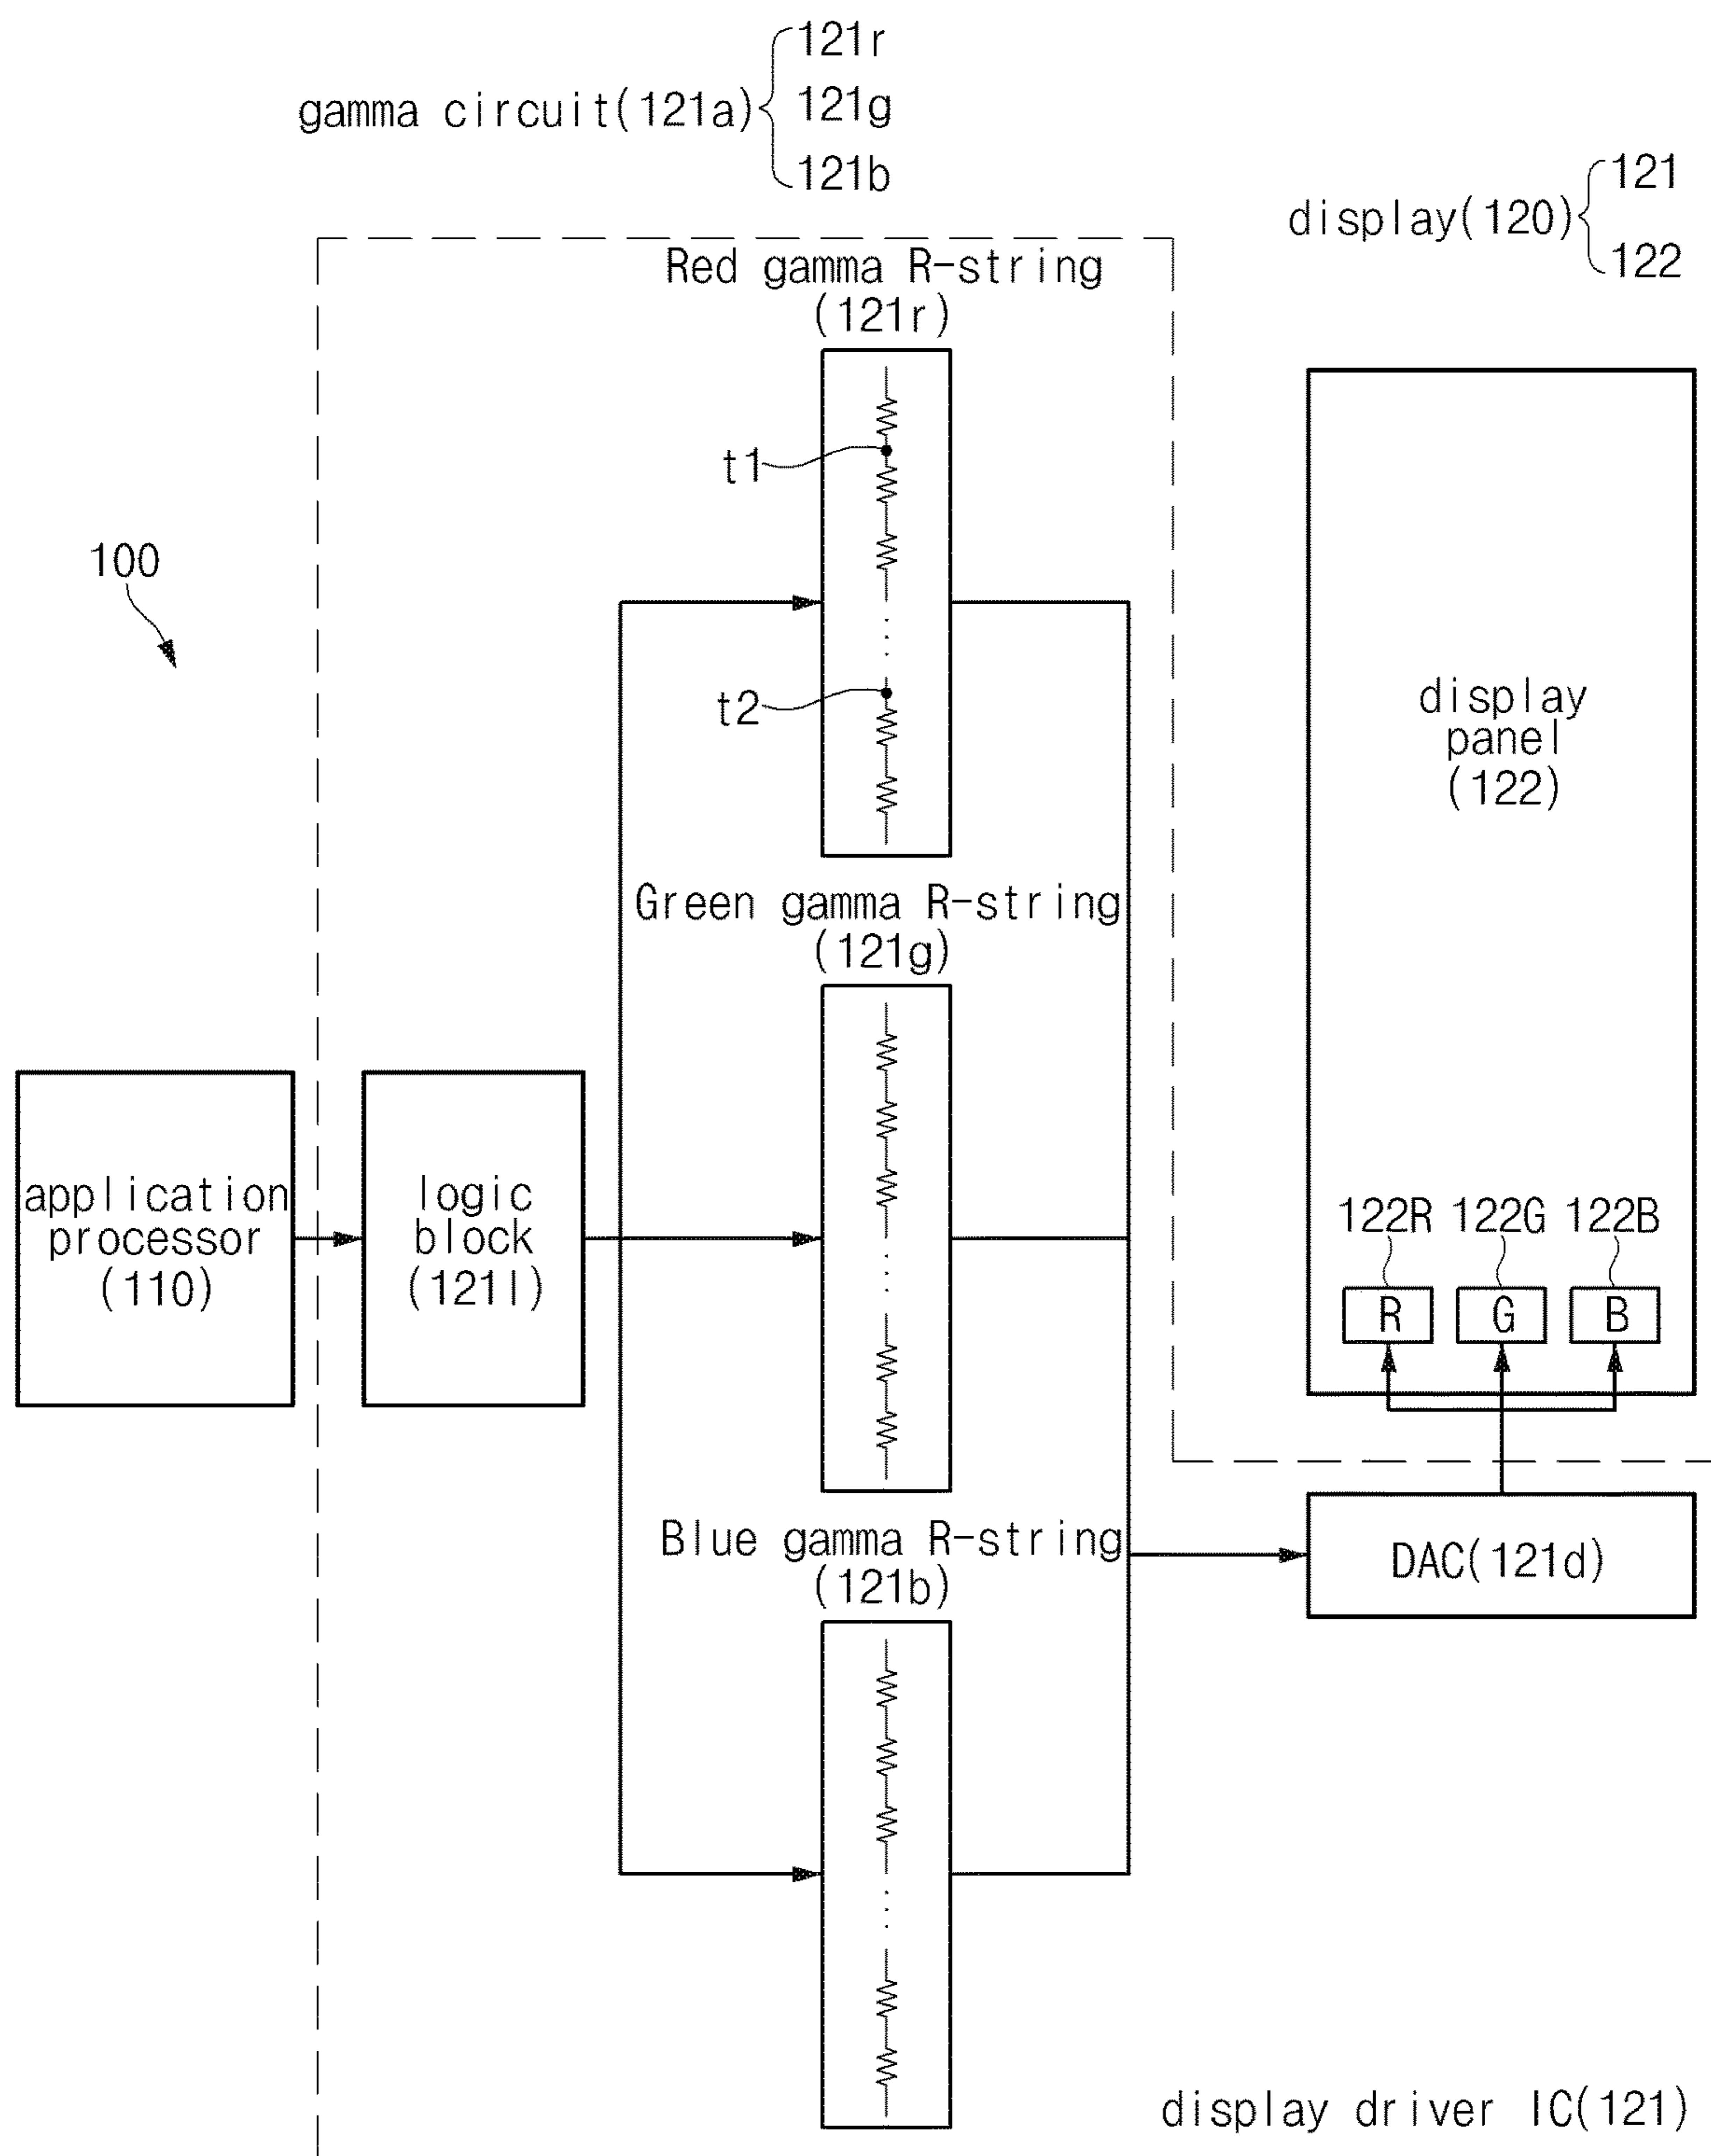 121r
gamma circuit(121a)
121g
121b
121
display(120)
122
Red gamma R-string
(121r)
t1
100
t2
display
panel
(122)
Green gamma R-string
(121g)
application
processor
(110)
logic
block
(121l)
122R 122G 122B
R G B
Blue gamma R-string
(121b)
DAC(121d)
display driver IC(121)